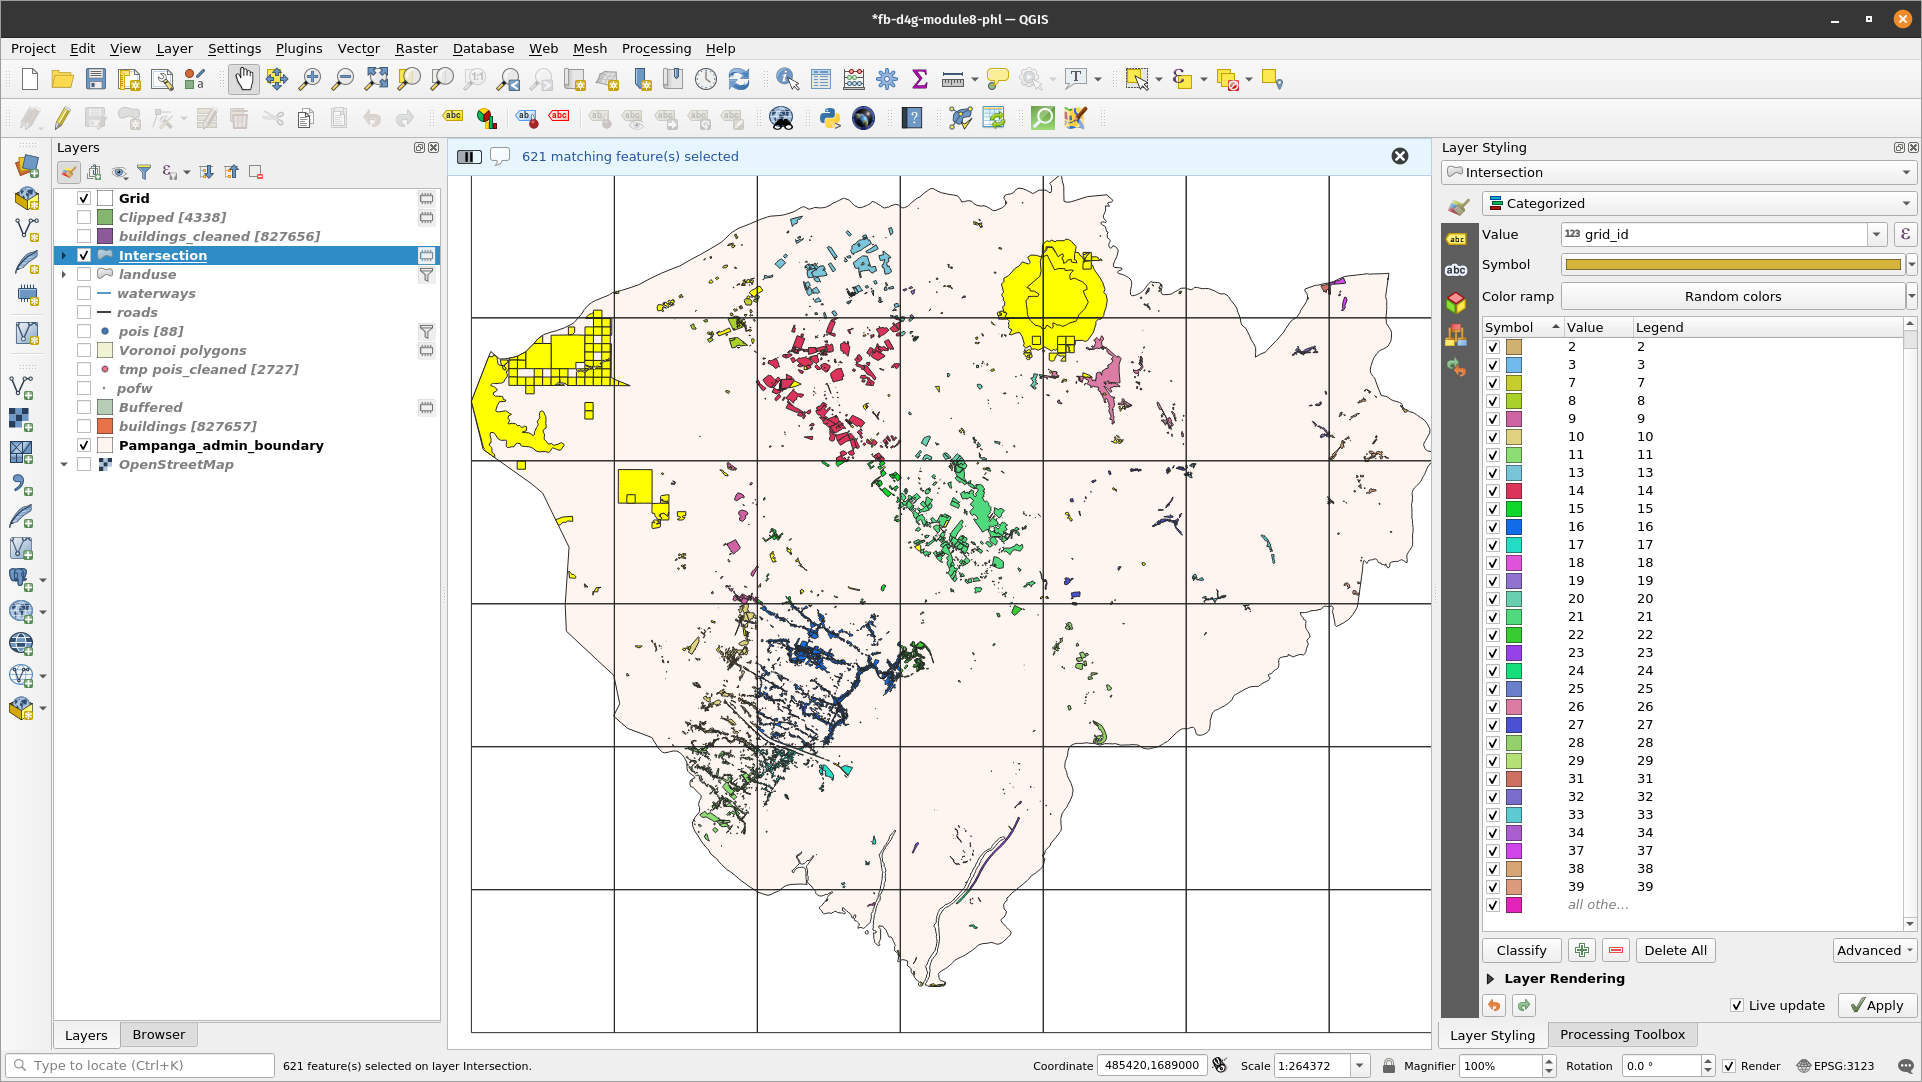 *fb-d4g-module8-phl — QGIS
Project Edit View Layer Settings Plugins Vector Raster Database Web Mesh Processing Help
Layers
Grid
Clipped [4338]
buildings_cleaned [827656]
Intersection
landuse
waterways
roads
pois [88]
Voronoi polygons
tmp pois_cleaned [2727]
pofw
Buffered
buildings [827657]
Pampanga_admin_boundary
OpenStreetMap
Layers Browser
621 matching feature(s) selected
Layer Styling
Intersection
Categorized
Value 123 grid_id
Symbol
Color ramp Random colors
Symbol Value Legend
2 2
3 3
7 7
8 8
9 9
10 10
11 11
13 13
14 14
15 15
16 16
17 17
18 18
19 19
20 20
21 21
22 22
23 23
24 24
25 25
26 26
27 27
28 28
29 29
31 31
32 32
33 33
34 34
37 37
38 38
39 39
all othe...
Classify Delete All Advanced
Layer Rendering
Live update Apply
Layer Styling Processing Toolbox
Type to locate (Ctrl+K) 621 feature(s) selected on layer Intersection. Coordinate 485420,1689000 Scale 1:264372 Magnifier 100% Rotation 0.0 ° Render EPSG:3123